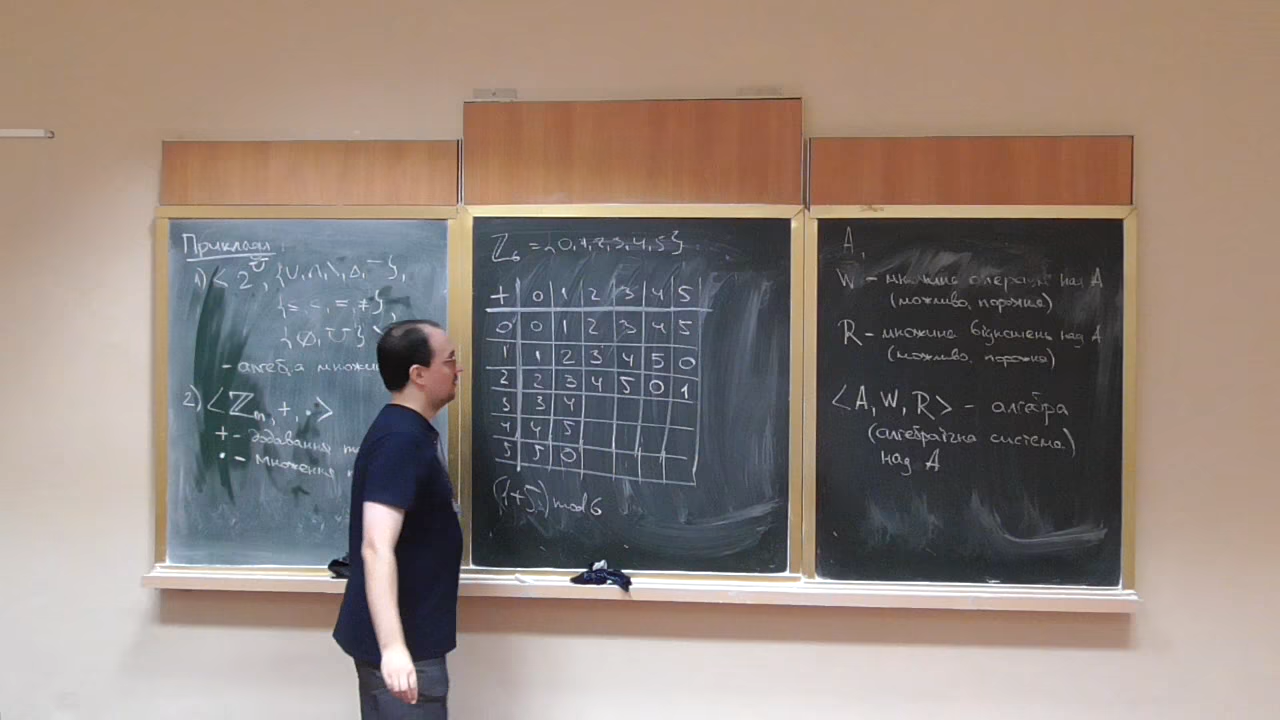 Приклади:
1) < 2^U, {∪, ∩, \, Δ, ‾},
{⊆, ⊂, =, ≠},
{∅, U} >
- алгебра множин
2) <ℤₘ, +, ·>
+ - додавання
· - множення
ℤ₆ = {0,1,2,3,4,5}
+ 0 1 2 3 4 5
0 0 1 2 3 4 5
1 1 2 3 4 5 0
2 2 3 4 5 0 1
3 3 4
4 4 5
5 5 0
(1+5) mod 6
A,
W - множина операцій над A
(можливо, порожня)
R - множина відношень над A
(можливо, порожня)
<A, W, R> - алгебра
(алгебраїчна система)
над A